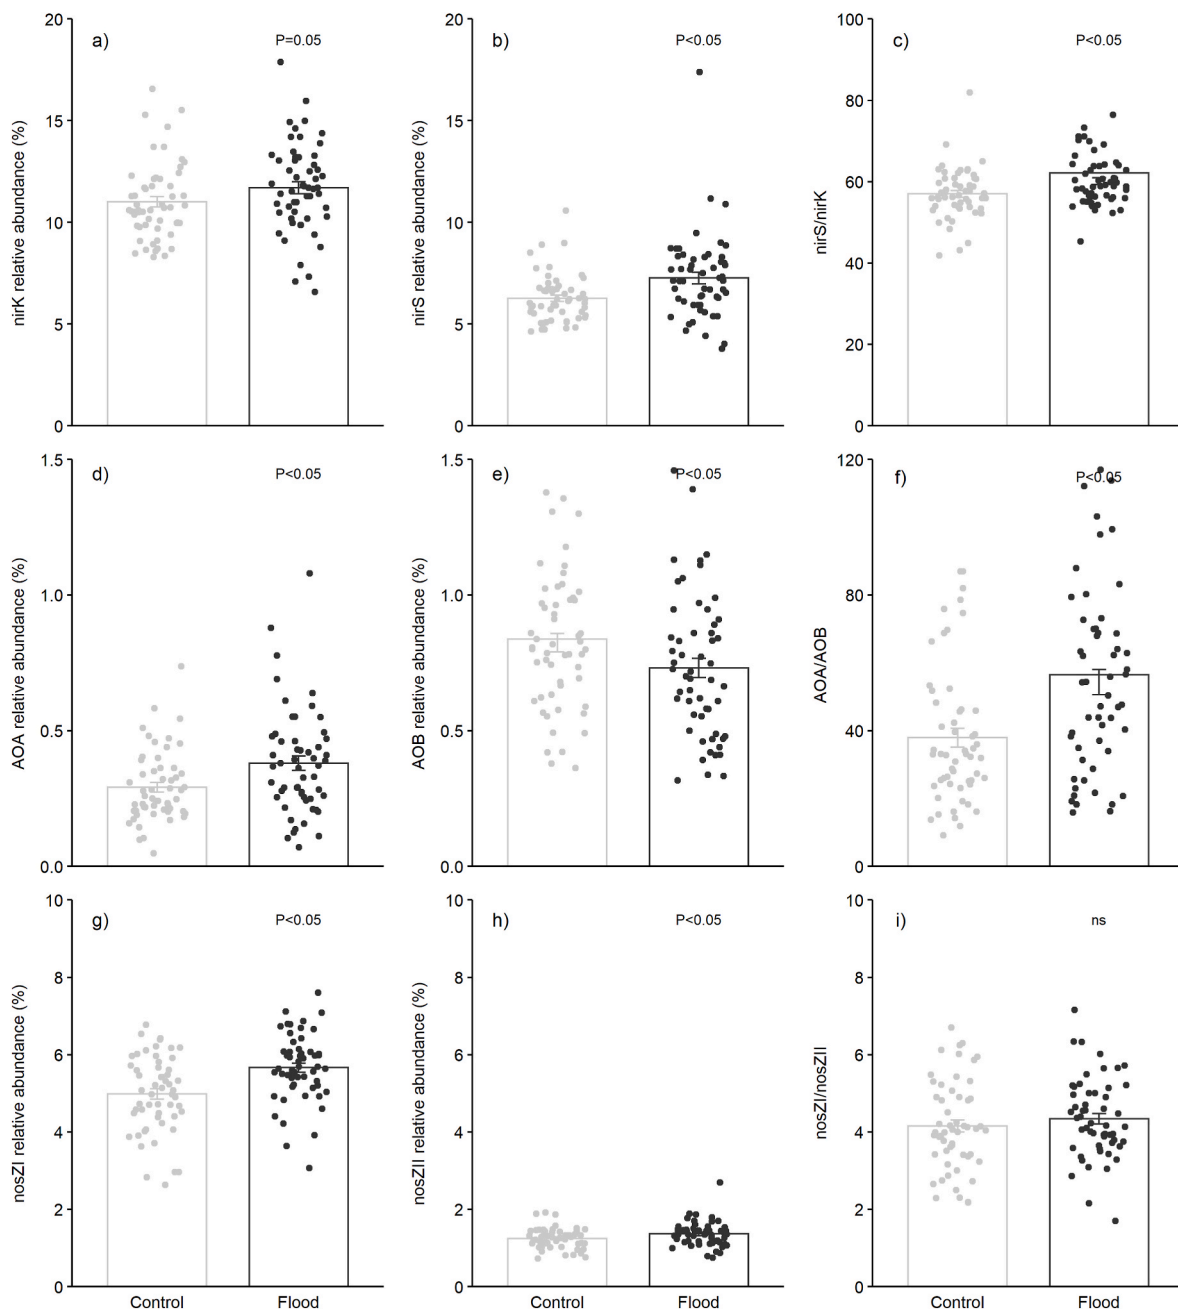 20
15
10
5
0
nirK relative abundance (%)
a)
P=0.05
20
15
10
5
0
nirS relative abundance (%)
b)
P<0.05
100
80
60
40
20
0
nirS/nirK
c)
P<0.05
1.5
1.0
0.5
0.0
AOA relative abundance (%)
d)
P<0.05
1.5
1.0
0.5
0.0
AOB relative abundance (%)
e)
P<0.05
120
80
40
0
AOA/AOB
f)
P<0.05
10
8
6
4
2
0
nosZI relative abundance (%)
g)
P<0.05
Control Flood
10
8
6
4
2
0
nosZII relative abundance (%)
h)
P<0.05
Control Flood
10
8
6
4
2
0
nosZI/nosZII
i)
ns
Control Flood